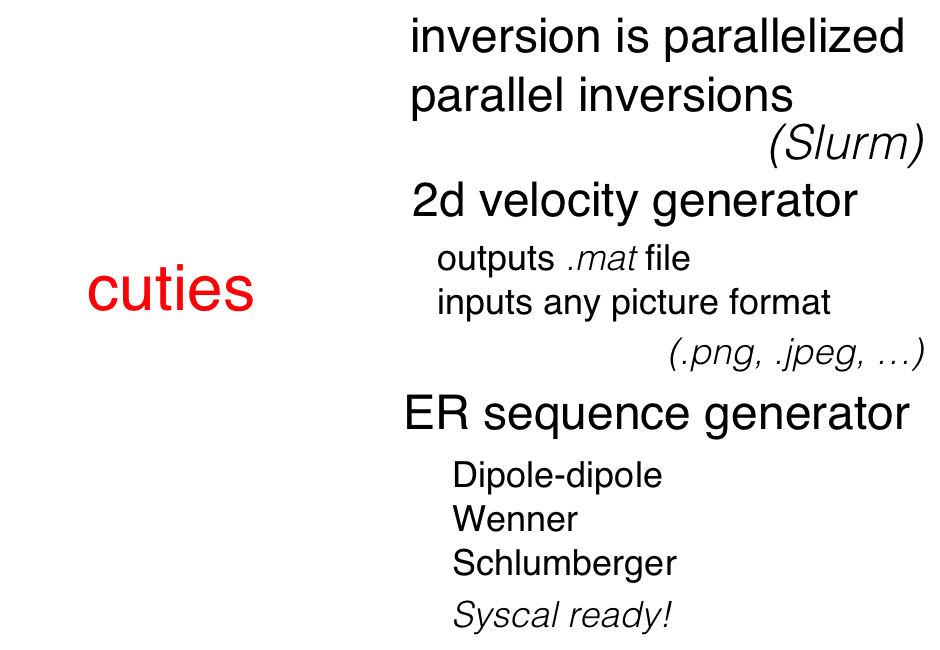 inversion is parallelized
parallel inversions
(Slurm)
2d velocity generator
outputs .mat file
inputs any picture format
cuties
(.png, .jpeg, …)
ER sequence generator
Dipole-dipole
Wenner
Schlumberger
Syscal ready!